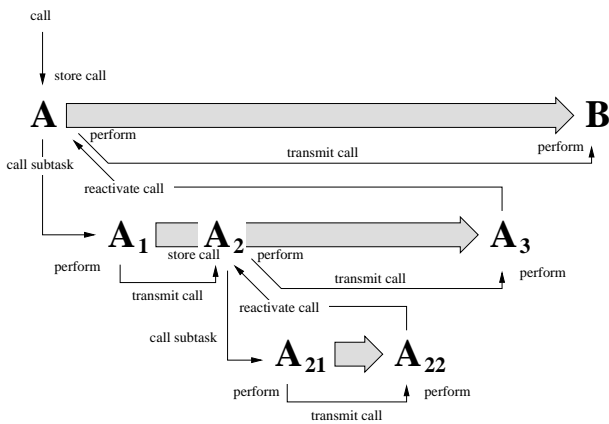 call
store call
A B
perform perform
transmit call
call subtask
reactivate call
A1 A2 A3
store call perform
perform perform
transmit call
transmit call
reactivate call
call subtask
A21 A22
perform perform
transmit call